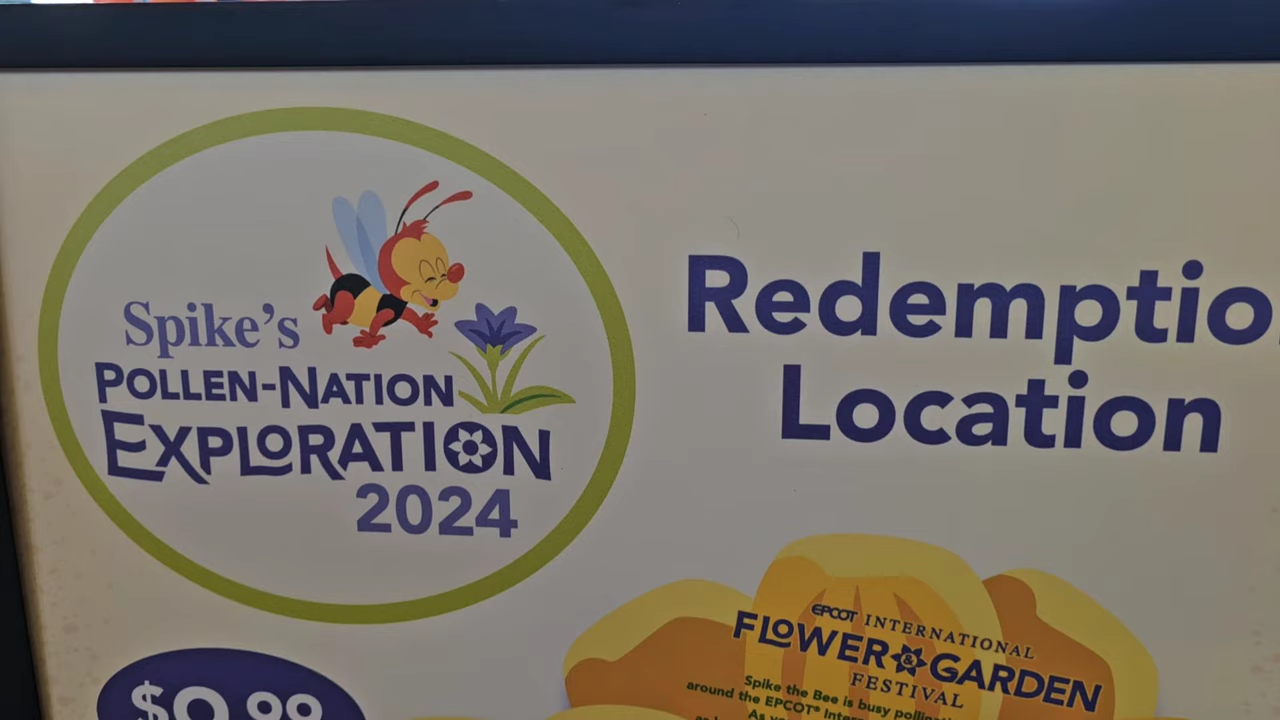 Spike's
POLLEN-NATION
EXPLORATION
2024
Redemptio
Location
EPCOT INTERNATIONAL
FLOWER & GARDEN
FESTIVAL
Spike the Bee is busy
around the EPCOT®
As